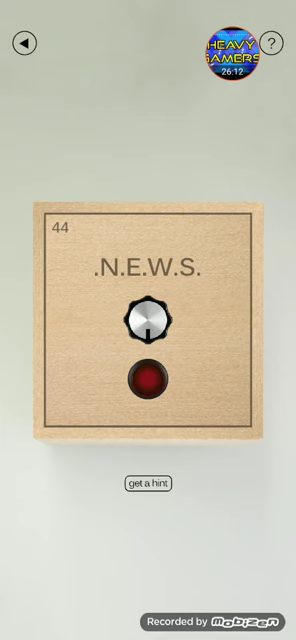 HEAVY
GAMERS
26:12
?
44
.N.E.W.S.
get a hint
Recorded by Mobizen